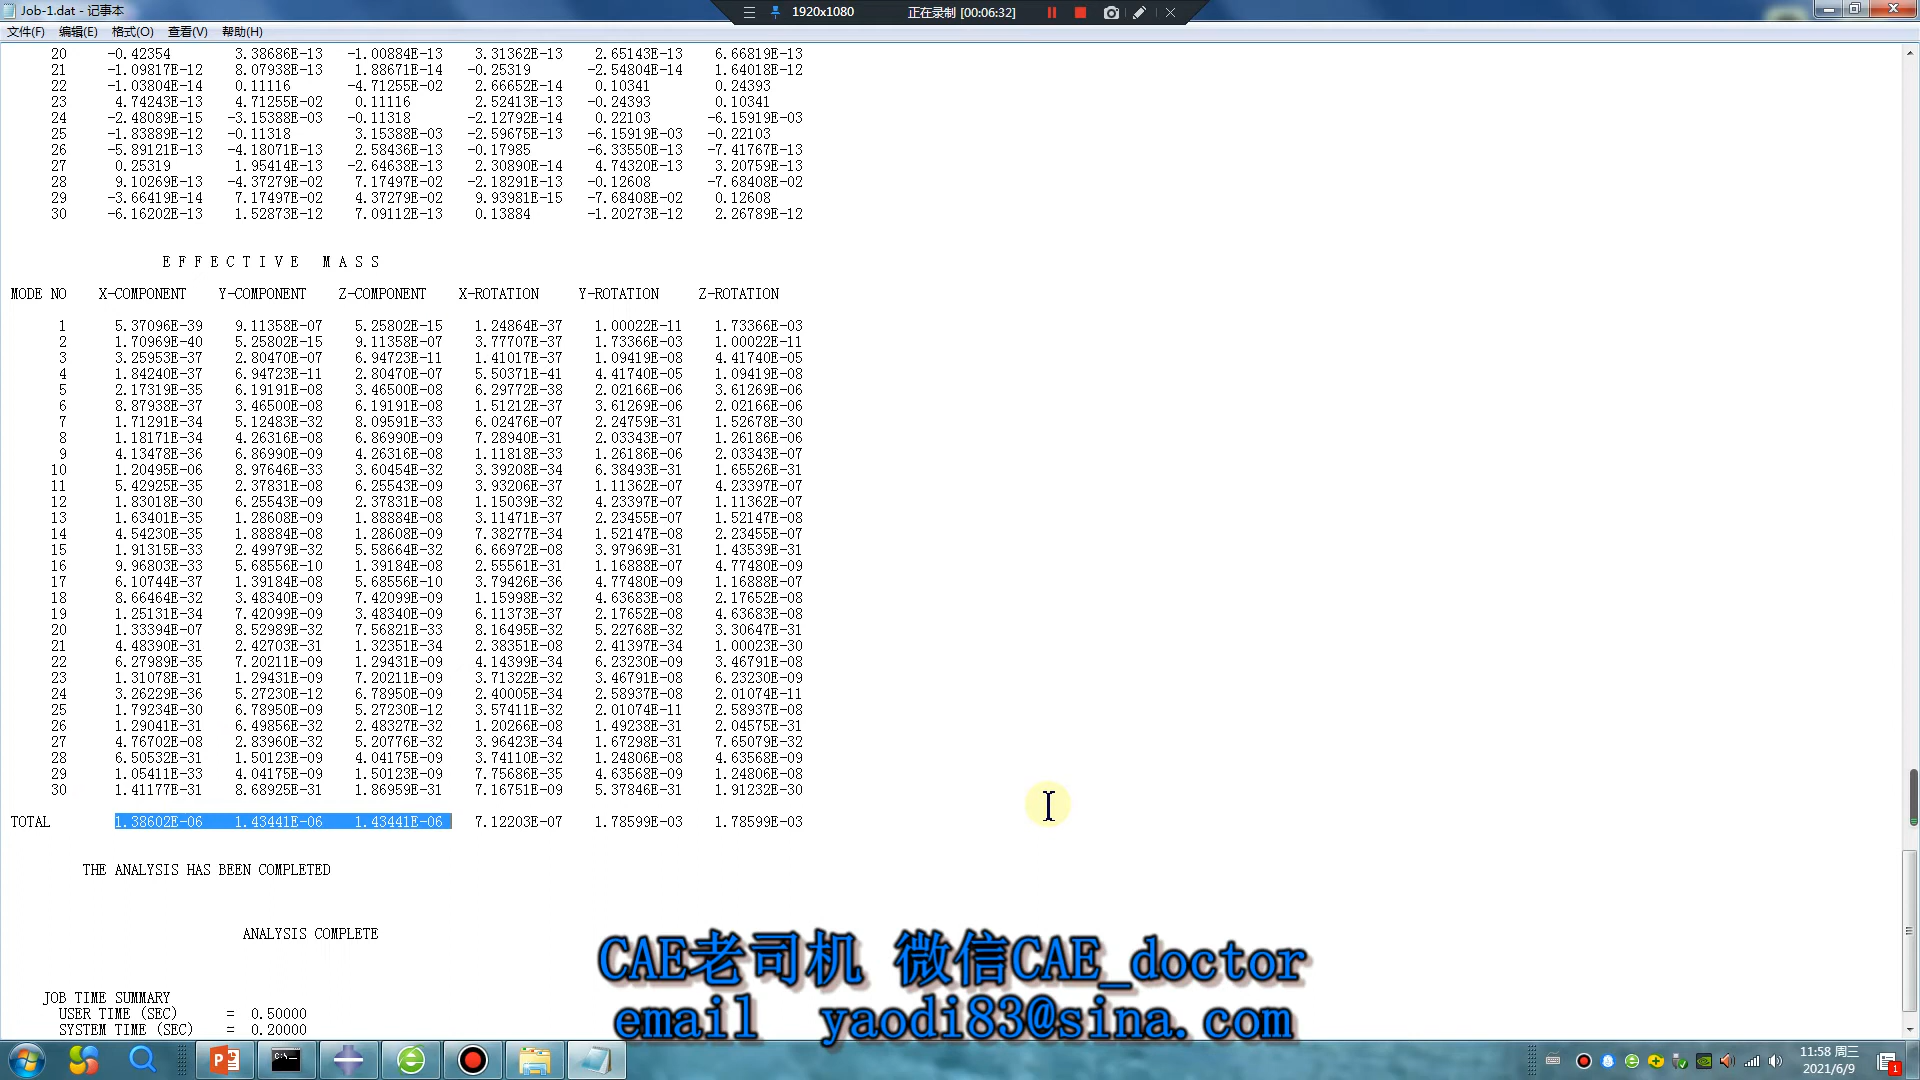 Job-1.dat - 记事本
1920x1080 正在录制 [00:06:32]
文件(F) 编辑(E) 格式(O) 查看(V) 帮助(H)
20 -0.42354 3.38686E-13 -1.00884E-13 3.31362E-13 2.65143E-13 6.66819E-13
21 -1.09817E-12 8.07938E-13 1.88671E-14 -0.25319 -2.54804E-14 1.64018E-12
22 -1.03804E-14 0.11116 -4.71255E-02 2.66652E-14 0.10341 0.24393
23 4.74243E-13 4.71255E-02 0.11116 2.52413E-13 -0.24393 0.10341
24 -2.48089E-15 -3.15388E-03 -0.11318 -2.12792E-14 0.22103 -6.15919E-03
25 -1.83889E-12 -0.11318 3.15388E-03 -2.59675E-13 -6.15919E-03 -0.22103
26 -5.89121E-13 -4.18071E-13 2.58436E-13 -0.17985 -6.33550E-13 -7.41767E-13
27 0.25319 1.95414E-13 -2.64638E-13 2.30890E-14 4.74320E-13 3.20759E-13
28 9.10269E-13 -4.37279E-02 7.17497E-02 -2.18291E-13 -0.12608 -7.68408E-02
29 -3.66419E-14 7.17497E-02 4.37279E-02 9.93981E-15 -7.68408E-02 0.12608
30 -6.16202E-13 1.52873E-12 7.09112E-13 0.13884 -1.20273E-12 2.26789E-12
E F F E C T I V E   M A S S
MODE NO X-COMPONENT Y-COMPONENT Z-COMPONENT X-ROTATION Y-ROTATION Z-ROTATION
1 5.37096E-39 9.11358E-07 5.25802E-15 1.24864E-37 1.00022E-11 1.73366E-03
2 1.70969E-40 5.25802E-15 9.11358E-07 3.77707E-37 1.73366E-03 1.00022E-11
3 3.25953E-37 2.80470E-07 6.94723E-11 1.41017E-37 1.09419E-08 4.41740E-05
4 1.84240E-37 6.94723E-11 2.80470E-07 5.50371E-41 4.41740E-05 1.09419E-08
5 2.17319E-35 6.19191E-08 3.46500E-08 6.29772E-38 2.02166E-06 3.61269E-06
6 8.87938E-37 3.46500E-08 6.19191E-08 1.51212E-37 3.61269E-06 2.02166E-06
7 1.71291E-34 5.12483E-32 8.09591E-33 6.02476E-07 2.24759E-31 1.52678E-30
8 1.18171E-34 4.26316E-08 6.86990E-09 7.28940E-31 2.03343E-07 1.26186E-06
9 4.13478E-36 6.86990E-09 4.26316E-08 1.11818E-33 1.26186E-06 2.03343E-07
10 1.20495E-06 8.97646E-33 3.60454E-32 3.39208E-34 6.38493E-31 1.65526E-31
11 5.42925E-35 2.37831E-08 6.25543E-09 3.93206E-37 1.11362E-07 4.23397E-07
12 1.83018E-30 6.25543E-09 2.37831E-08 1.15039E-32 4.23397E-07 1.11362E-07
13 1.63401E-35 1.28608E-09 1.88884E-08 3.11471E-37 2.23455E-07 1.52147E-08
14 4.54230E-35 1.88884E-08 1.28608E-09 7.38277E-34 1.52147E-08 2.23455E-07
15 1.91315E-33 2.49979E-32 5.58664E-32 6.66972E-08 3.97969E-31 1.43539E-31
16 9.96803E-33 5.68556E-10 1.39184E-08 2.55561E-31 1.16888E-07 4.77480E-09
17 6.10744E-37 1.39184E-08 5.68556E-10 3.79426E-36 4.77480E-09 1.16888E-07
18 8.66464E-32 3.48340E-09 7.42099E-09 1.15998E-32 4.63683E-08 2.17652E-08
19 1.25131E-34 7.42099E-09 3.48340E-09 6.11373E-37 2.17652E-08 4.63683E-08
20 1.33394E-07 8.52989E-32 7.56821E-33 8.16495E-32 5.22768E-32 3.30647E-31
21 4.48390E-31 2.42703E-31 1.32351E-34 2.38351E-08 2.41397E-34 1.00023E-30
22 6.27989E-35 7.20211E-09 1.29431E-09 4.14399E-34 6.23230E-09 3.46791E-08
23 1.31078E-31 1.29431E-09 7.20211E-09 3.71322E-32 3.46791E-08 6.23230E-09
24 3.26229E-36 5.27230E-12 6.78950E-09 2.40005E-34 2.58937E-08 2.01074E-11
25 1.79234E-30 6.78950E-09 5.27230E-12 3.57411E-32 2.01074E-11 2.58937E-08
26 1.29041E-31 6.49856E-32 2.48327E-32 1.20266E-08 1.49238E-31 2.04575E-31
27 4.76702E-08 2.83960E-32 5.20776E-32 3.96423E-34 1.67298E-31 7.65079E-32
28 6.50532E-31 1.50123E-09 4.04175E-09 3.74110E-32 1.24806E-08 4.63568E-09
29 1.05411E-33 4.04175E-09 1.50123E-09 7.75686E-35 4.63568E-09 1.24806E-08
30 1.41177E-31 8.68925E-31 1.86959E-31 7.16751E-09 5.37846E-31 1.91232E-30
TOTAL 1.38602E-06 1.43441E-06 1.43441E-06 7.12203E-07 1.78599E-03 1.78599E-03
THE ANALYSIS HAS BEEN COMPLETED
ANALYSIS COMPLETE
JOB TIME SUMMARY
USER TIME (SEC) = 0.50000
SYSTEM TIME (SEC) = 0.20000
CAE老司机 微信CAE_doctor
email yaodi83@sina.com
11:58 周三
2021/6/9